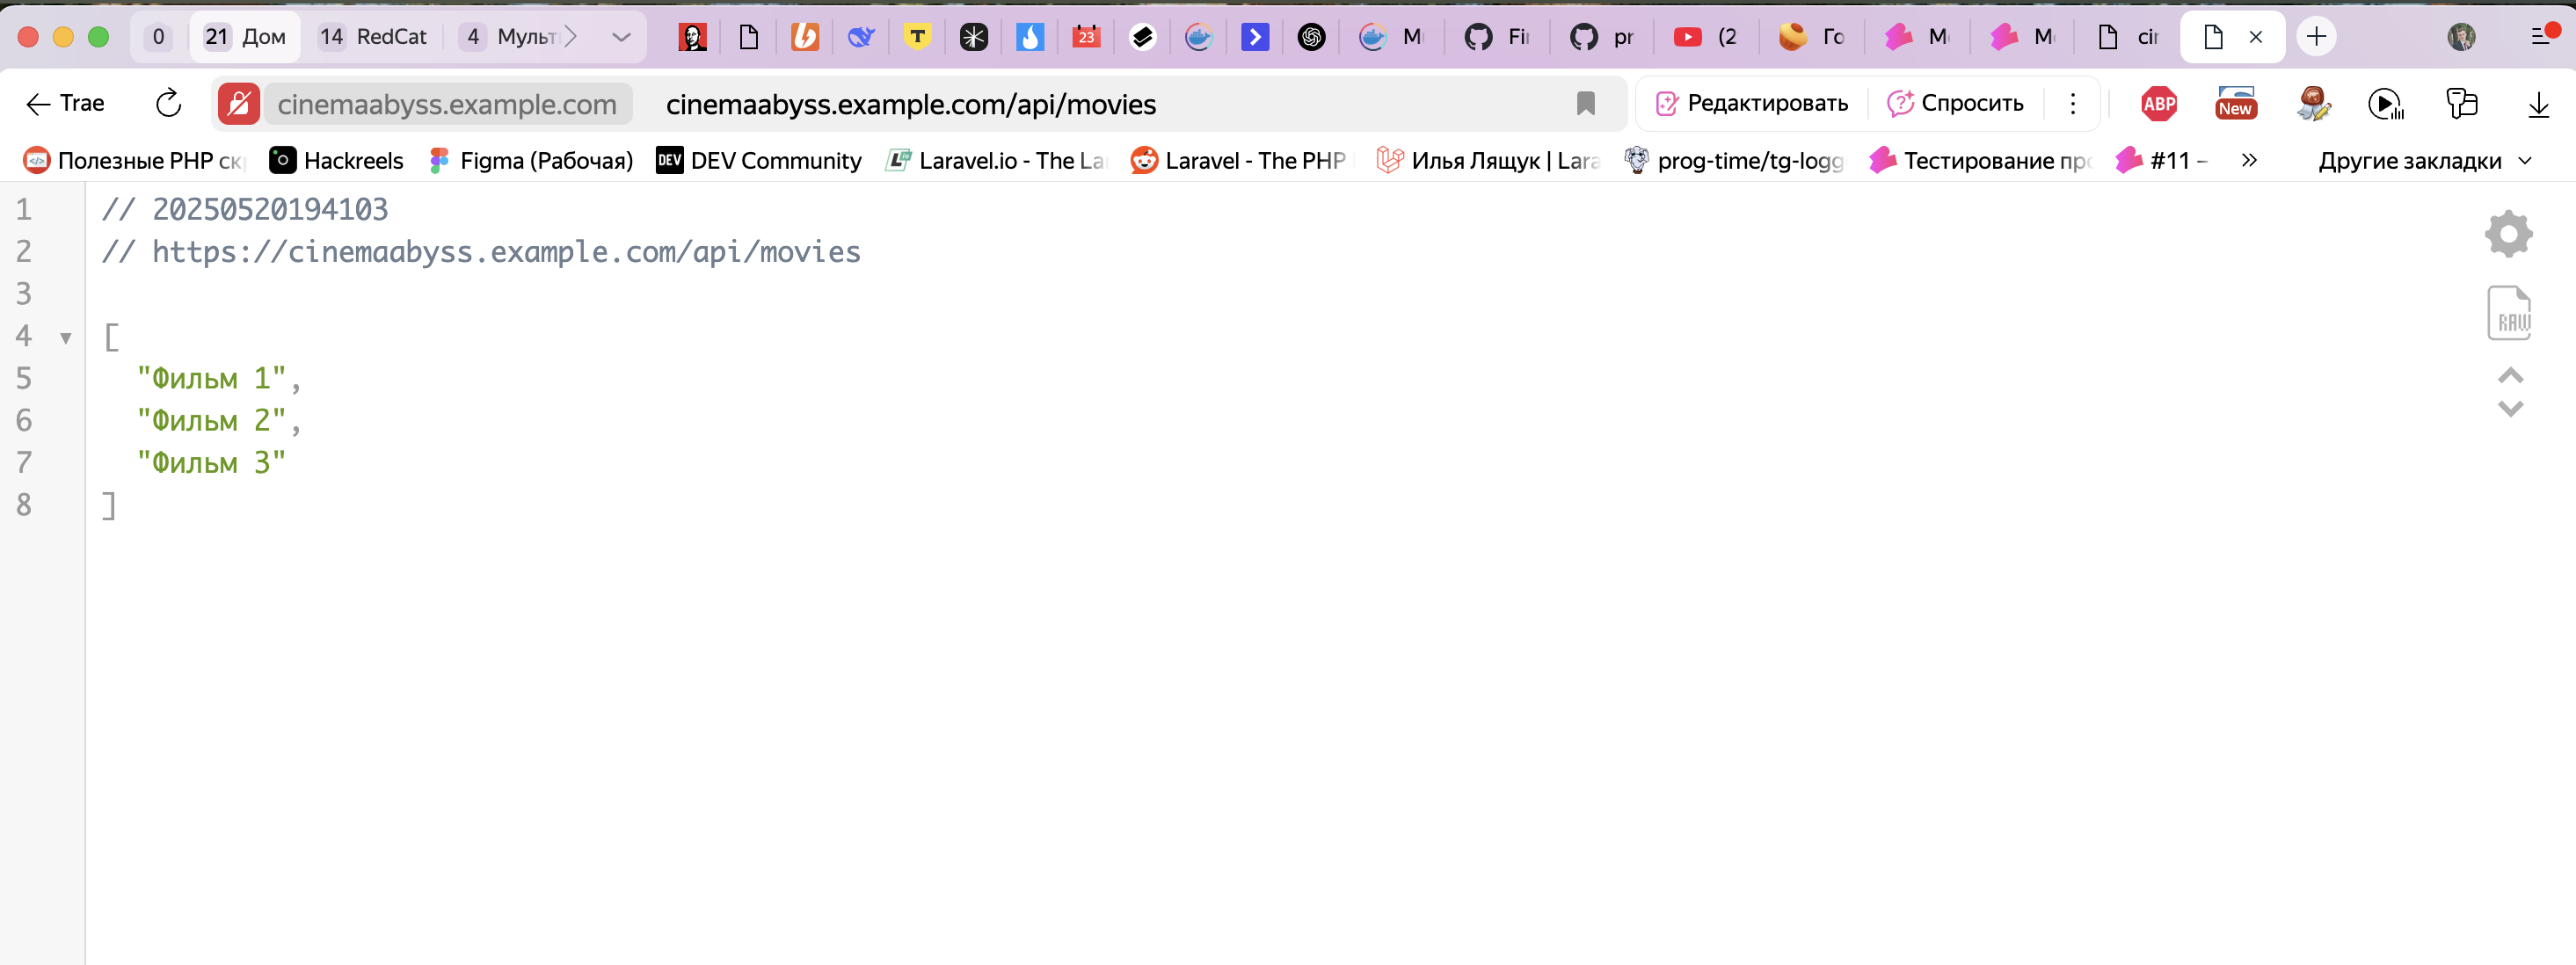 0 21 Дом 14 RedCat 4 Мульт T 23 Fi pr (2 Го
Trae cinemaabyss.example.com cinemaabyss.example.com/api/movies Редактировать Спросить ABP New
Полезные PHP ск Hackreels Figma (Рабочая) DEV DEV Community Laravel.io - The La Laravel - The PHP Илья Лящук | Lara prog-time/tg-logg Тестирование про #11 – Другие закладки
1 // 20250520194103
2 // https://cinemaabyss.example.com/api/movies
3
4 [
5 "Фильм 1",
6 "Фильм 2",
7 "Фильм 3"
8 ]
RAW